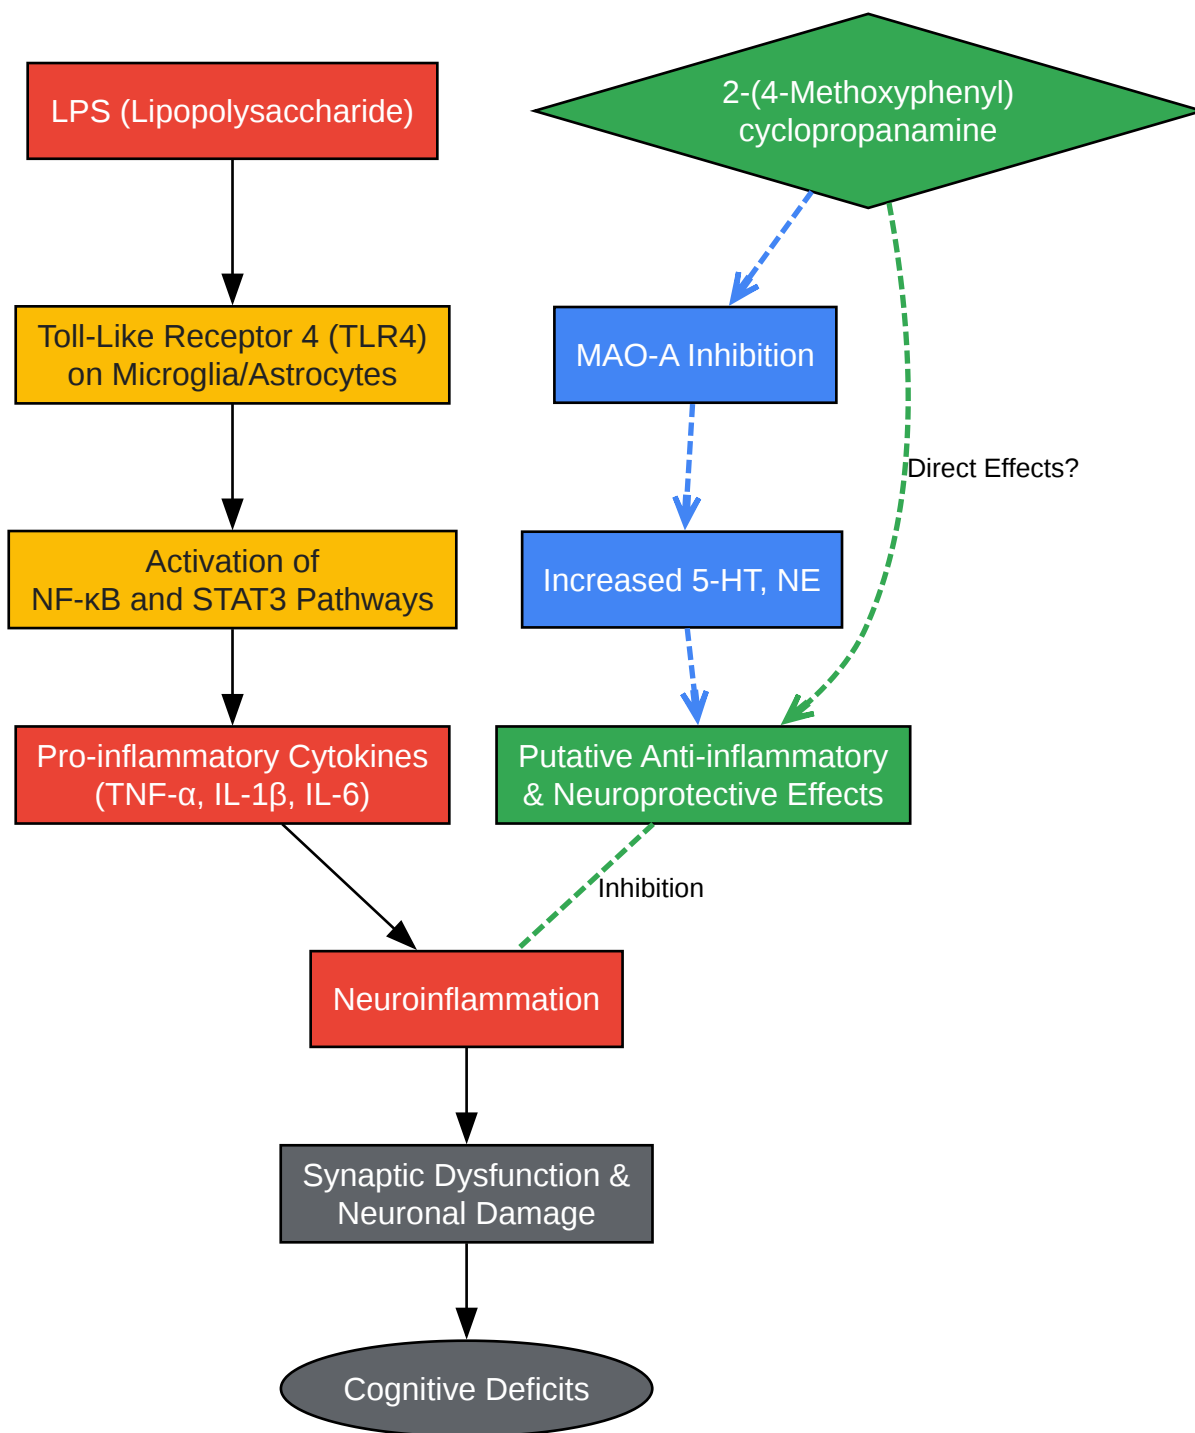 LPS (Lipopolysaccharide)
2-(4-Methoxyphenyl)
cyclopropanamine
Toll-Like Receptor 4 (TLR4)
on Microglia/Astrocytes
MAO-A Inhibition
Direct Effects?
Activation of
NF-κB and STAT3 Pathways
Increased 5-HT, NE
Pro-inflammatory Cytokines
(TNF-α, IL-1β, IL-6)
Putative Anti-inflammatory
& Neuroprotective Effects
Inhibition
Neuroinflammation
Synaptic Dysfunction &
Neuronal Damage
Cognitive Deficits